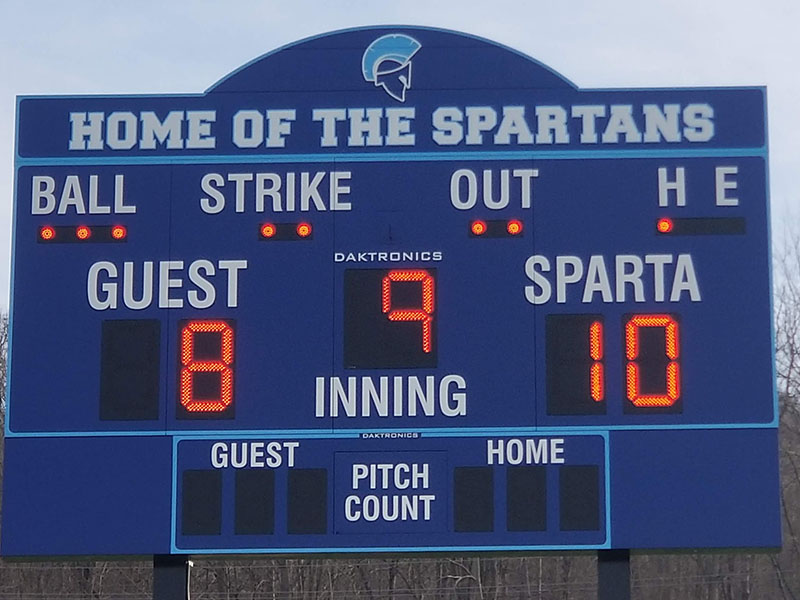 HOME OF THE SPARTANS
BALL STRIKE OUT H E
DAKTRONICS
GUEST 9 SPARTA
8 10
INNING
DAKTRONICS
GUEST HOME
PITCH
COUNT